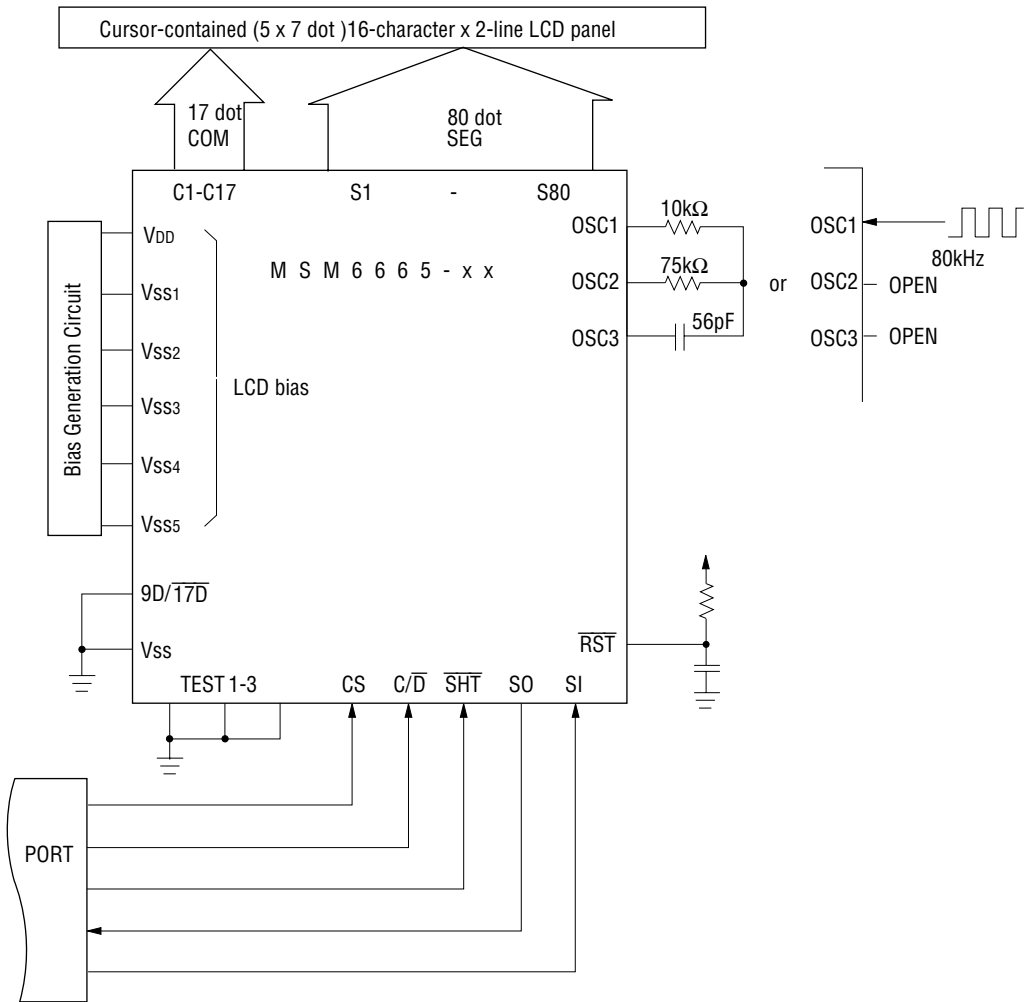 Cursor-contained (5 x 7 dot )16-character x 2-line LCD panel
17 dot
COM
80 dot
SEG
C1-C17
S1 - S80
Bias Generation Circuit
VDD
VSS1
VSS2
VSS3
VSS4
VSS5
LCD bias
M S M 6 6 6 5 - x x
OSC1
10kΩ
OSC2
75kΩ
OSC3
56pF
or
OSC1
80kHz
OSC2
OPEN
OSC3
OPEN
9D/1̅7̅D̅
VSS
R̅S̅T̅
TEST 1-3
CS
C/D̅
S̅H̅T̅
SO
SI
PORT